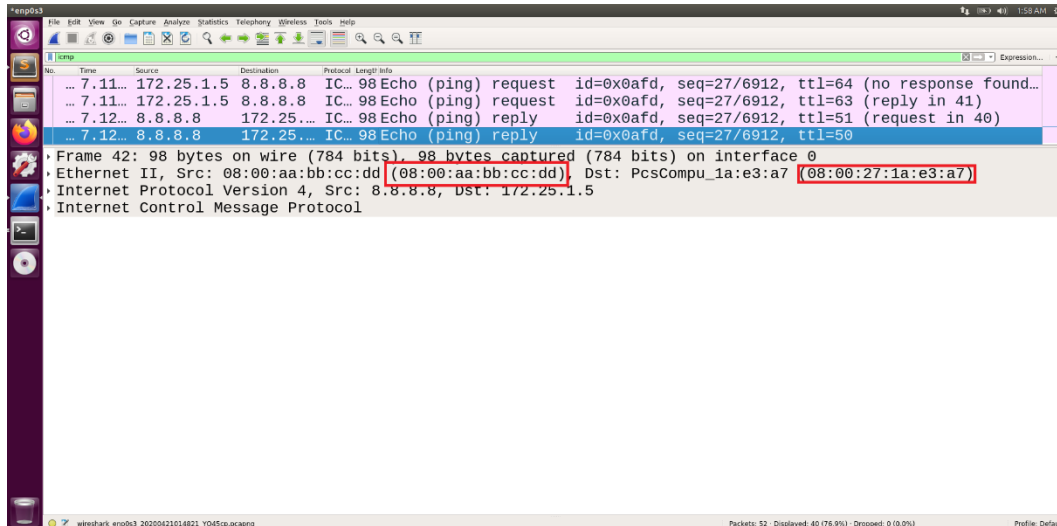 *enp0s3
1:58 AM
File Edit View Go Capture Analyze Statistics Telephony Wireless Tools Help
icmp
Expression...
No. Time Source Destination Protocol Length Info
... 7.11... 172.25.1.5 8.8.8.8 IC... 98 Echo (ping) request id=0x0afd, seq=27/6912, ttl=64 (no response found...
... 7.11... 172.25.1.5 8.8.8.8 IC... 98 Echo (ping) request id=0x0afd, seq=27/6912, ttl=63 (reply in 41)
... 7.12... 8.8.8.8 172.25.... IC... 98 Echo (ping) reply id=0x0afd, seq=27/6912, ttl=51 (request in 40)
... 7.12... 8.8.8.8 172.25.... IC... 98 Echo (ping) reply id=0x0afd, seq=27/6912, ttl=50
Frame 42: 98 bytes on wire (784 bits), 98 bytes captured (784 bits) on interface 0
Ethernet II, Src: 08:00:aa:bb:cc:dd (08:00:aa:bb:cc:dd), Dst: PcsCompu_1a:e3:a7 (08:00:27:1a:e3:a7)
Internet Protocol Version 4, Src: 8.8.8.8, Dst: 172.25.1.5
Internet Control Message Protocol
wireshark_enp0s3_20200421014821_YO45cp.pcapng
Packets: 52 · Displayed: 40 (76.9%) · Dropped: 0 (0.0%)
Profile: Defa